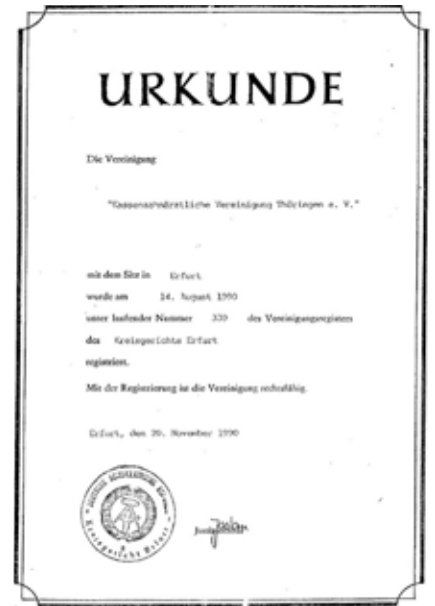 URKUNDE
Die Vereinigung
"Kassenzahnärztliche Vereinigung Thüringen e. V."
mit dem Sitz in Erfurt
wurde am 14. August 1990
unter laufender Nummer 339 des Vereinigungsregisters
des Kreisgerichts Erfurt
registriert.
Mit der Registrierung ist die Vereinigung rechtsfähig.
Erfurt, den 20. November 1990
Kreisgericht Erfurt